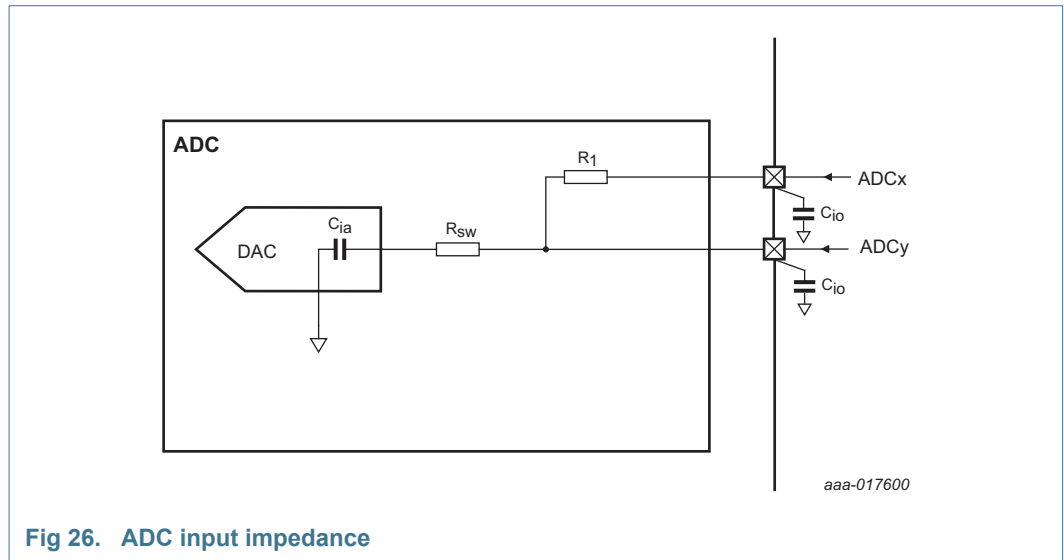 ADC
R1
ADCx
Cio
Cia
Rsw
DAC
ADCy
Cio
aaa-017600
Fig 26. ADC input impedance